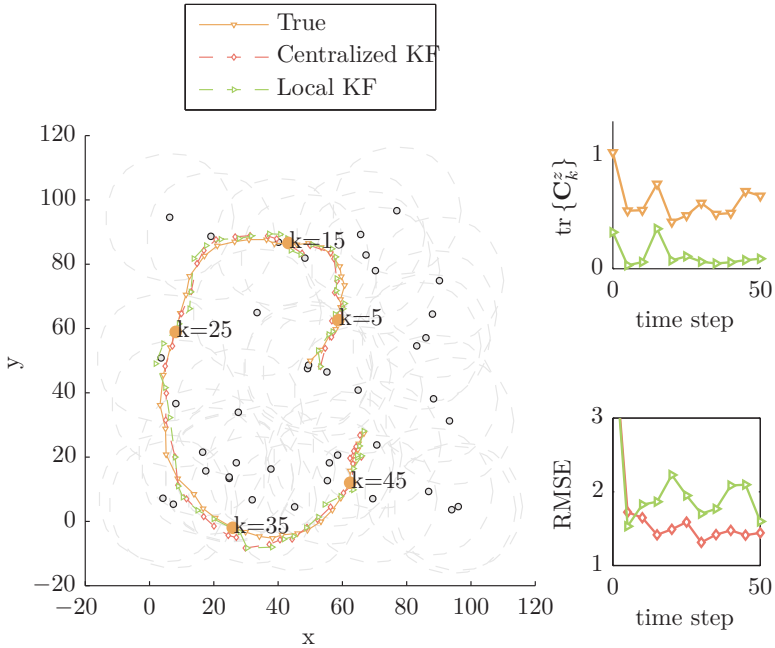 True
Centralized KF
Local KF
120
100
80
60
40
20
0
−20
−20 0 20 40 60 80 100 120
x
y
k=15
k=5
k=25
k=45
k=35
1
0
0 50
time step
tr {C_k^z}
3
2
1
0 50
time step
RMSE